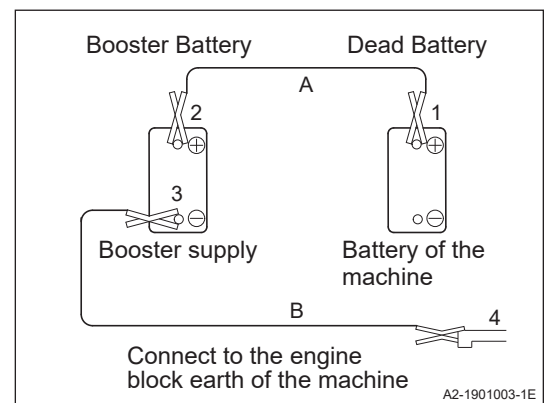 Booster Battery
Dead Battery
A
2
1
+
+
3
−
−
Booster supply
Battery of the
machine
B
4
Connect to the engine
block earth of the machine
A2-1901003-1E